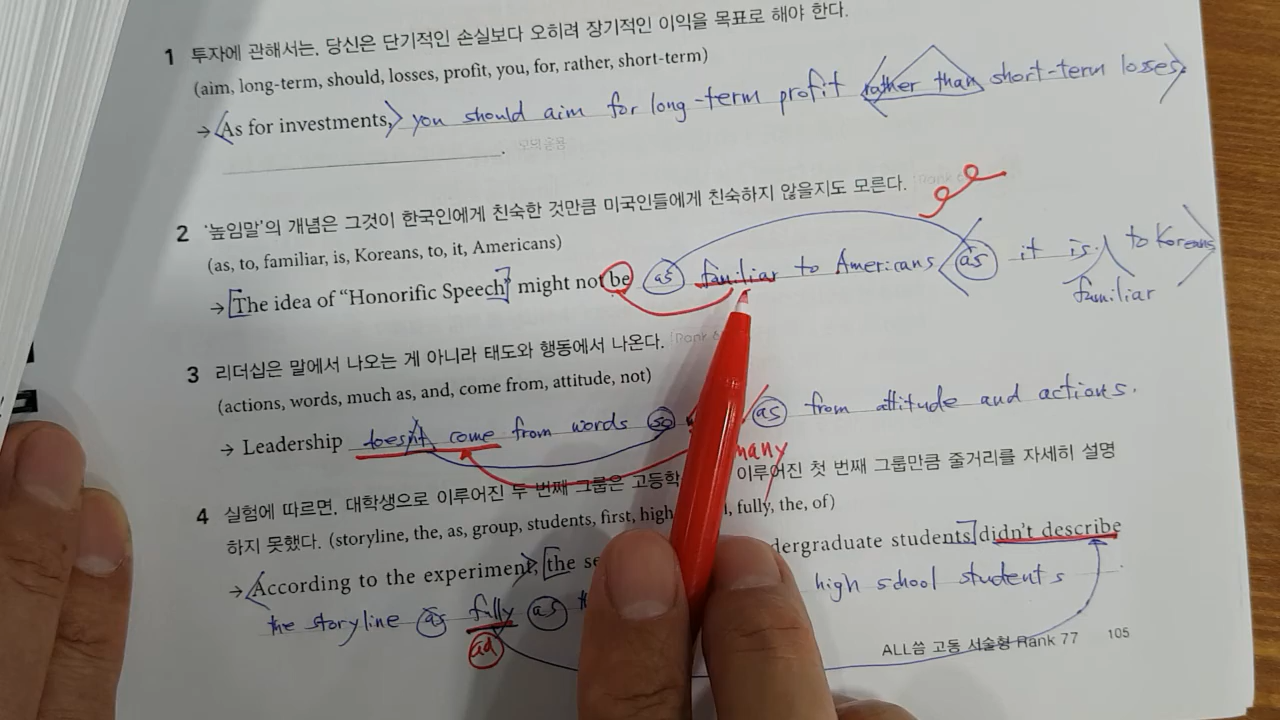 1 투자에 관해서는, 당신은 단기적인 손실보다 오히려 장기적인 이익을 목표로 해야 한다.
(aim, long-term, should, losses, profit, you, for, rather, short-term)
→ As for investments, you should aim for long-term profit rather than short-term losses
.
2 '높임말'의 개념은 그것이 한국인에게 친숙한 것만큼 미국인들에게 친숙하지 않을지도 모른다.
(as, to, familiar, is, Koreans, to, it, Americans)
→ The idea of "Honorific Speech" might not be as familiar to Americans as it is to Koreans
familiar
3 리더십은 말에서 나오는 게 아니라 태도와 행동에서 나온다.
(actions, words, much as, and, come from, attitude, not)
→ Leadership doesn't come from words so as from attitude and actions.
many
4 실험에 따르면, 대학생으로 이루어진 두 번째 그룹은 이루어진 첫 번째 그룹만큼 줄거리를 자세히 설명
하지 못했다. (storyline, the, as, group, students, first, high fully, the, of)
→ According to the experiment, the students didn't describe
the storyline as fully as high school students
ad
ALL씀 고등 서술형 Rank 77 105